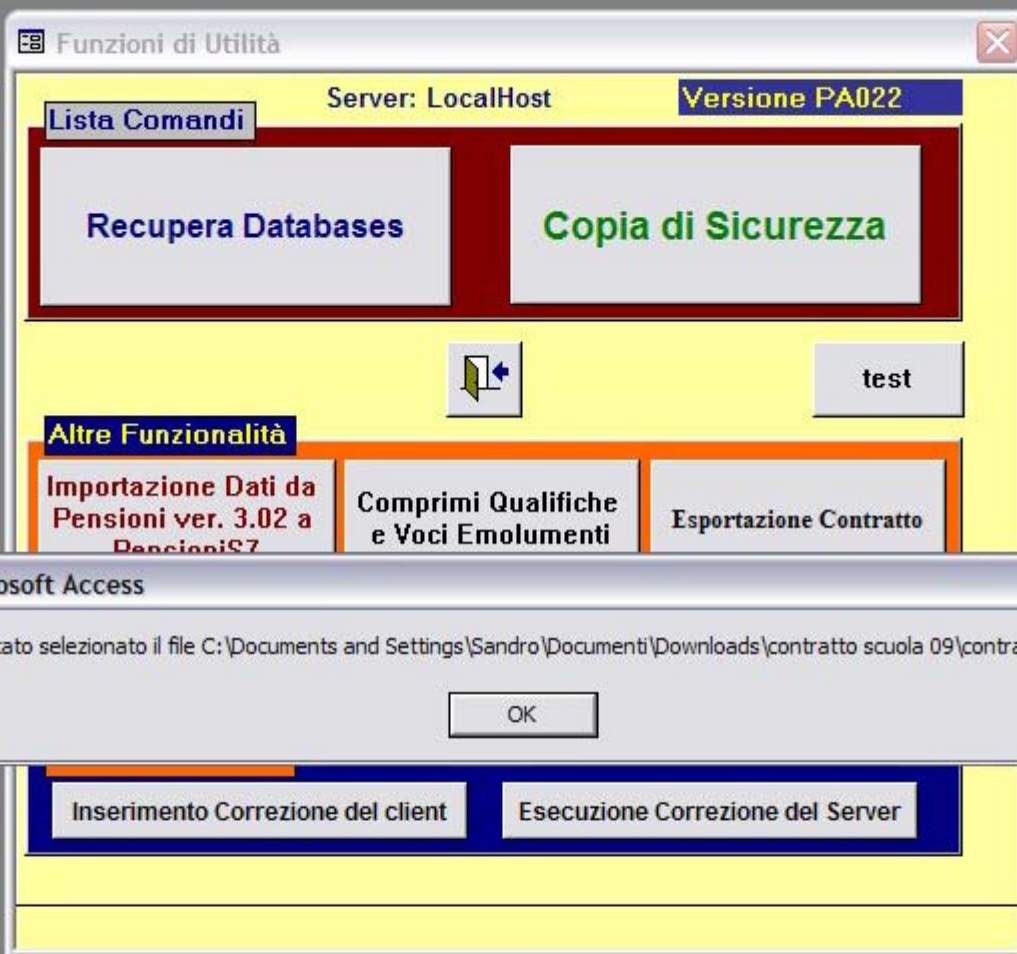 Funzioni di Utilità
Server: LocalHost
Versione PA022
Lista Comandi
Recupera Databases
Copia di Sicurezza
test
Altre Funzionalità
Importazione Dati da
Pensioni ver. 3.02 a
PensioniS7
Comprimi Qualifiche
e Voci Emolumenti
Esportazione Contratto
osoft Access
tato selezionato il file C:\Documents and Settings\Sandro\Documenti\Downloads\contratto scuola 09\contra
OK
Inserimento Correzione del client
Esecuzione Correzione del Server